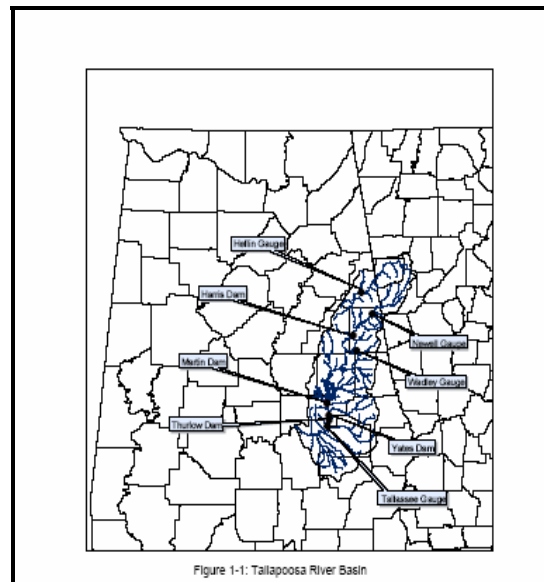 Heflin Gauge
Harris Dam
Newell Gauge
Martin Dam
Wadley Gauge
Thurlow Dam
Yates Dam
Tallassee Gauge
Figure 1-1: Tallapoosa River Basin